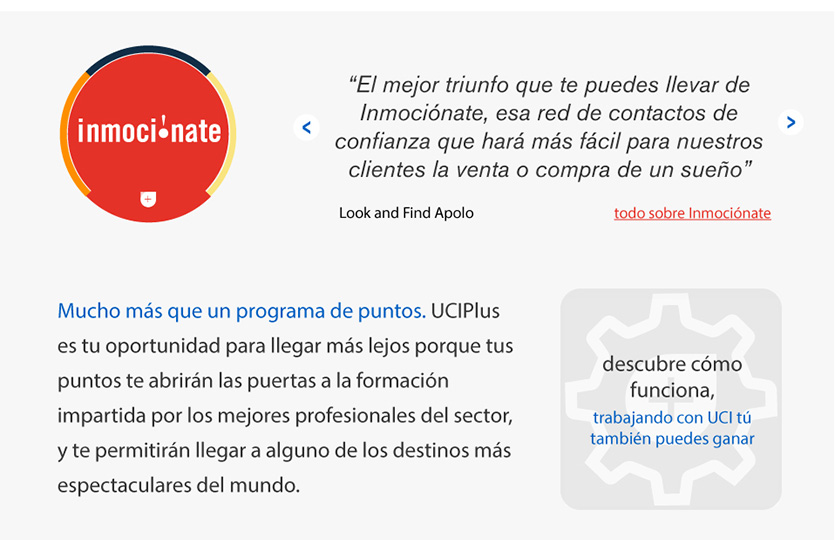 inmoci!nate
“El mejor triunfo que te puedes llevar de
Inmociónate, esa red de contactos de
confianza que hará más fácil para nuestros
clientes la venta o compra de un sueño”
Look and Find Apolo
todo sobre Inmociónate
Mucho más que un programa de puntos. UCIPlus
es tu oportunidad para llegar más lejos porque tus
puntos te abrirán las puertas a la formación
impartida por los mejores profesionales del sector,
y te permitirán llegar a alguno de los destinos más
espectaculares del mundo.
descubre cómo
funciona,
trabajando con UCI tú
también puedes ganar